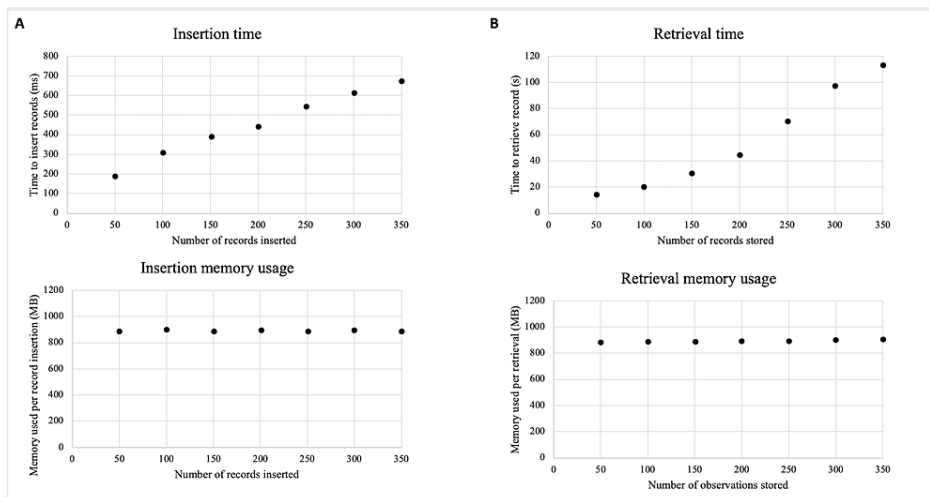 A
Insertion time
Time to insert records (ms)
800
700
600
500
400
300
200
100
0
0 50 100 150 200 250 300 350
Number of records inserted
Insertion memory usage
Memory used per record insertion (MB)
1200
1000
800
600
400
200
0
0 50 100 150 200 250 300 350
Number of records inserted
B
Retrieval time
Time to retrieve record (s)
120
100
80
60
40
20
0
0 50 100 150 200 250 300 350
Number of records stored
Retrieval memory usage
Memory used per retrieval (MB)
1200
1000
800
600
400
200
0
0 50 100 150 200 250 300 350
Number of observations stored